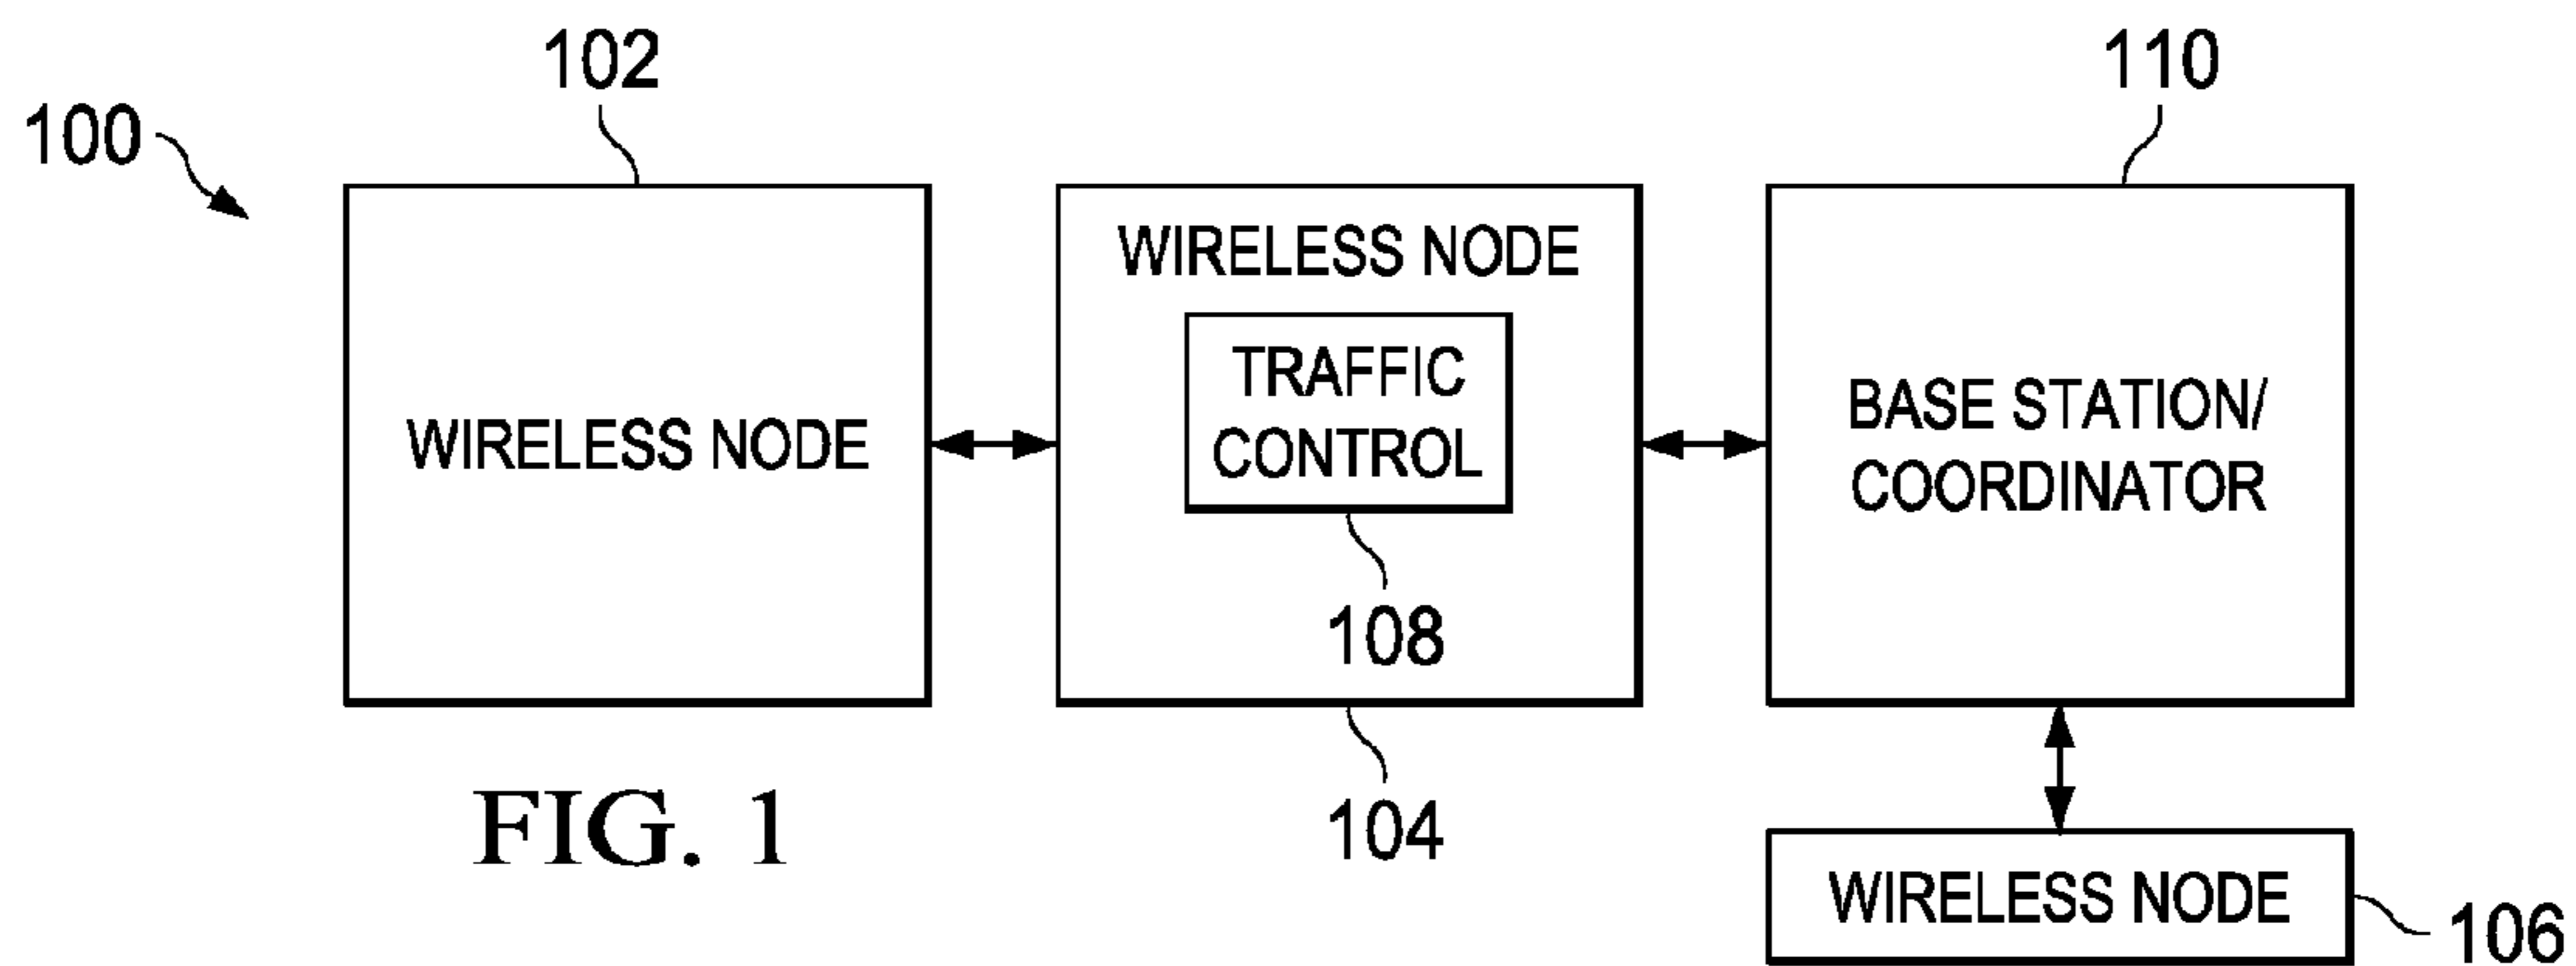 102
110
100
WIRELESS NODE
WIRELESS NODE
TRAFFIC
CONTROL
108
104
BASE STATION/
COORDINATOR
WIRELESS NODE
106
FIG. 1